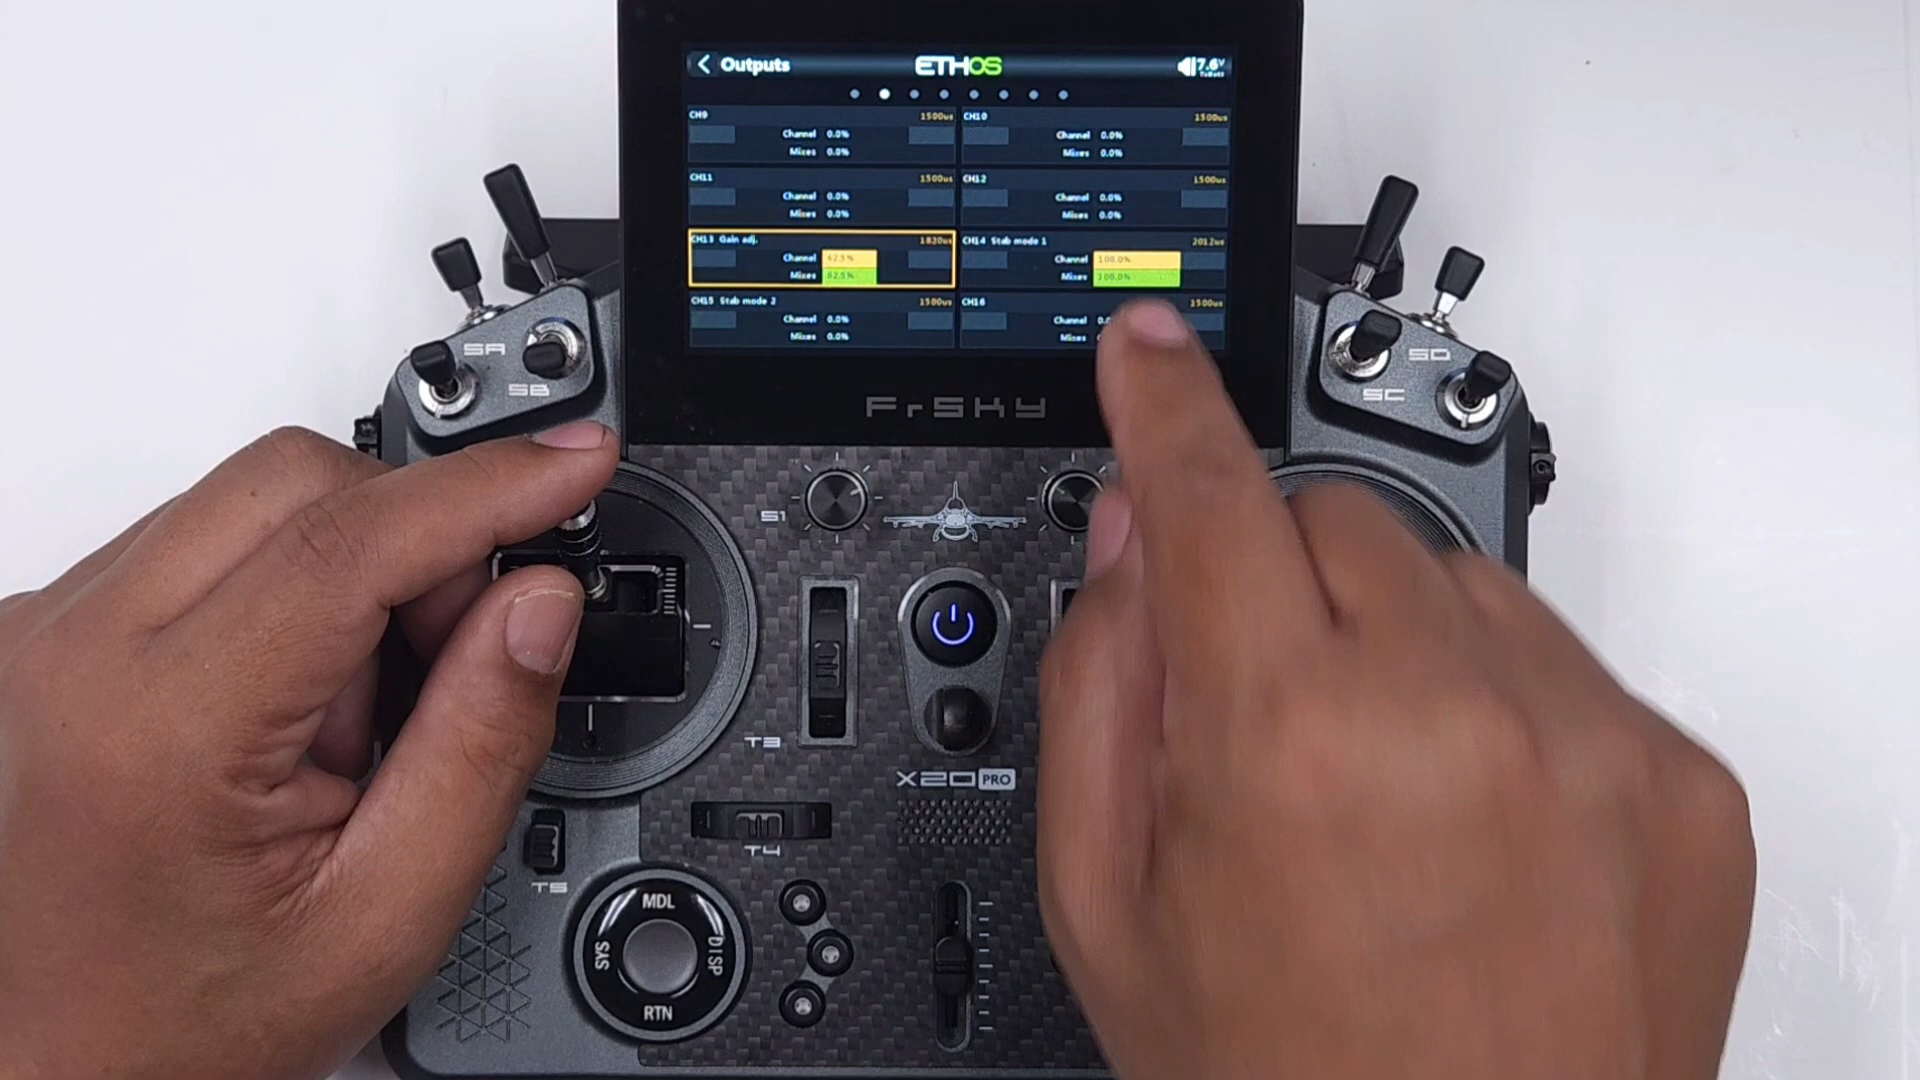 Outputs
ETHOS
7.6V
CH9 1500us
Channel 0.0%
Mixes 0.0%
CH10 1500us
Channel 0.0%
Mixes 0.0%
CH11 1500us
Channel 0.0%
Mixes 0.0%
CH12 1500us
Channel 0.0%
Mixes 0.0%
CH13 Gain adj. 1820us
Channel 62.5%
Mixes 62.5%
CH14 Stab mode 1 2012us
Channel 100.0%
Mixes 100.0%
CH15 Stab mode 2 1500us
Channel 0.0%
Mixes 0.0%
CH16 1500us
Channel
Mixes
FrSKY
SA
SB
SC
SD
S1
T3
X20 PRO
T4
T5
MDL
SYS
DISP
RTN